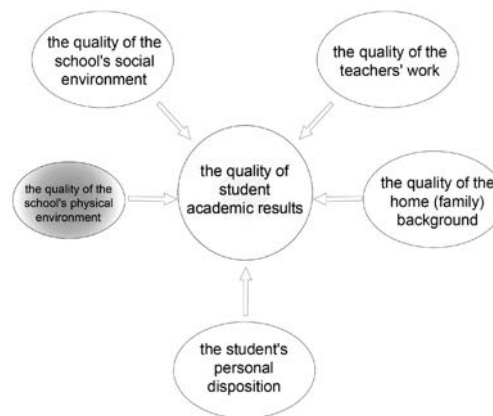 the quality of the
school's social
environment
the quality of the
teachers' work
the quality of
student
academic results
the quality of the
school's physical
environment
the quality of the
home (family)
background
the student's
personal
disposition